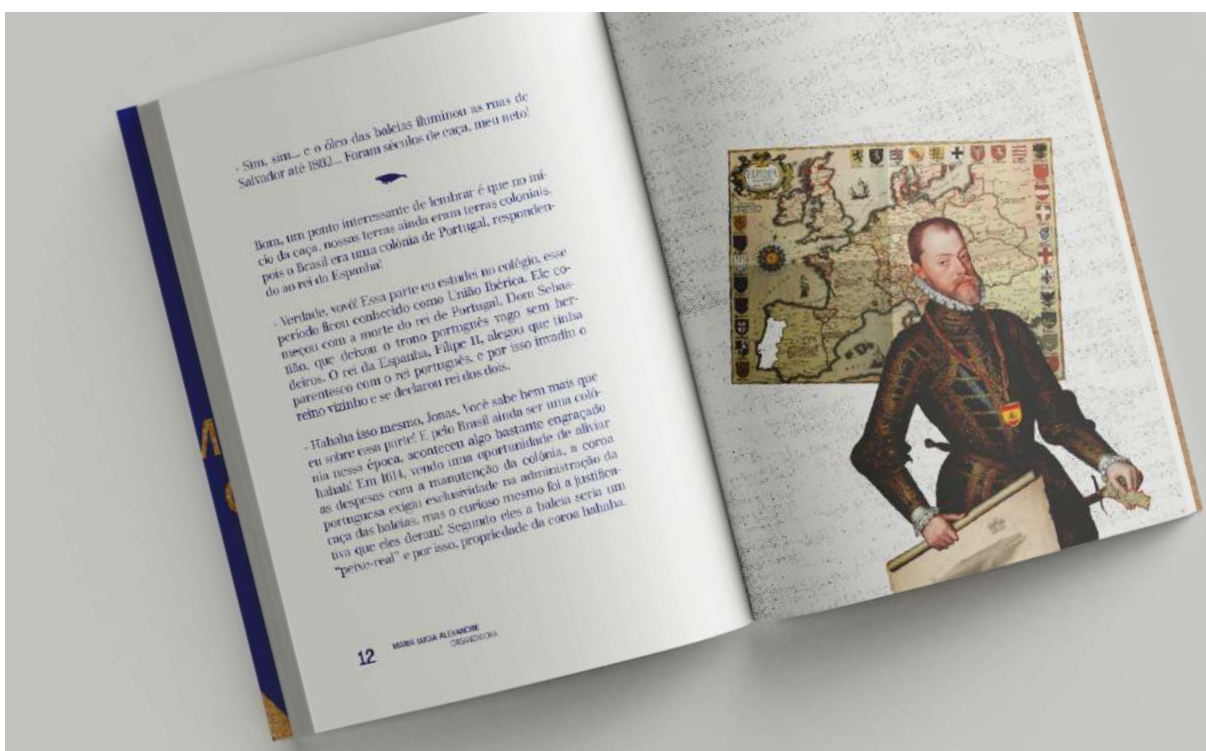 - Sim, sim... e o óleo das baleias iluminou as ruas de
Salvador até 1892... Foram séculos de caça, meu neto!
Bom, um ponto interessante de lembrar é que no iní-
cio da caça, nossas terras ainda eram terras coloniais,
pois o Brasil era uma colônia de Portugal, responden-
do ao rei da Espanha!
- Verdade, vovô! Essa parte eu estudei no colégio, esse
período ficou conhecido como União Ibérica. Ele co-
meçou com a morte do rei de Portugal, Dom Sebas-
tião, que deixou o trono português vago sem her-
deiros. O rei da Espanha, Filipe II, alegou que tinha
parentesco com o rei português, e por isso invadiu o
reino vizinho e se declarou rei dos dois.
- Hahaha isso mesmo, Jonas. Você sabe bem mais que
eu sobre essa parte! E pelo Brasil ainda ser uma colô-
nia nessa época, aconteceu algo bastante engraçado
hahah! Em 1614, vendo uma oportunidade de aliviar
as despesas com a manutenção da colônia, a coroa
portuguesa exigiu exclusividade na administração da
caça das baleias, mas o curioso mesmo foi a justifica-
tiva que eles deram! Segundo eles a baleia seria um
"peixe-real" e por isso, propriedade da coroa hahaha.
12 MARIA LUCIA ALEXANDRE
ORGANIZADORA